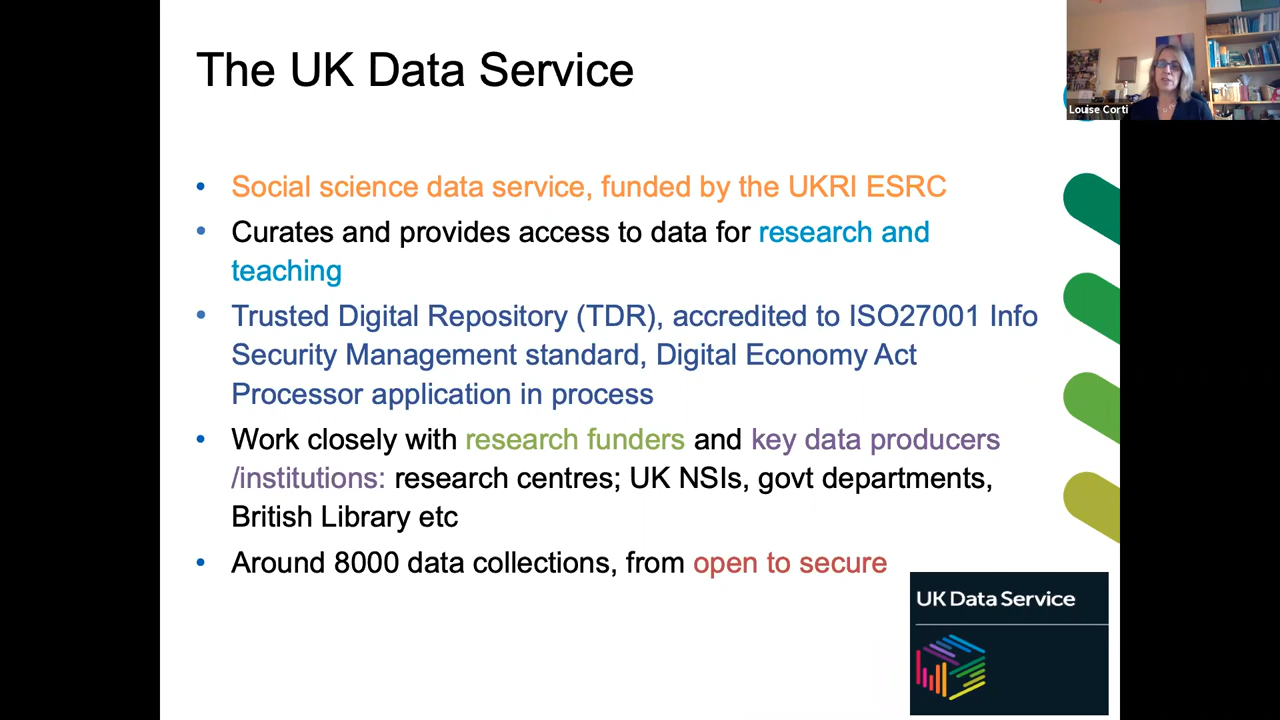 The UK Data Service
Louise Corti
• Social science data service, funded by the UKRI ESRC
• Curates and provides access to data for research and
teaching
• Trusted Digital Repository (TDR), accredited to ISO27001 Info
Security Management standard, Digital Economy Act
Processor application in process
• Work closely with research funders and key data producers
/institutions: research centres; UK NSIs, govt departments,
British Library etc
• Around 8000 data collections, from open to secure
UK Data Service